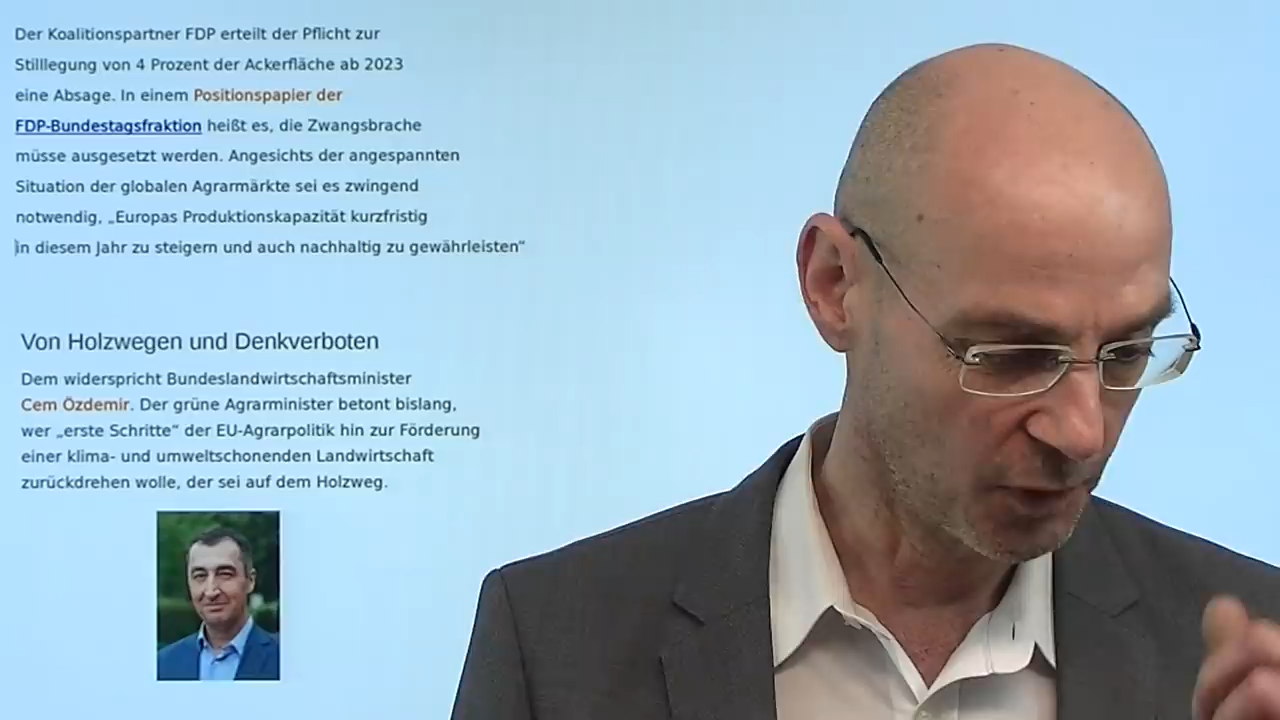 Der Koalitionspartner FDP erteilt der Pflicht zur
Stilllegung von 4 Prozent der Ackerfläche ab 2023
eine Absage. In einem Positionspapier der
FDP-Bundestagsfraktion heißt es, die Zwangsbrache
müsse ausgesetzt werden. Angesichts der angespannten
Situation der globalen Agrarmärkte sei es zwingend
notwendig, „Europas Produktionskapazität kurzfristig
in diesem Jahr zu steigern und auch nachhaltig zu gewährleisten“
Von Holzwegen und Denkverboten
Dem widerspricht Bundeslandwirtschaftsminister
Cem Özdemir. Der grüne Agrarminister betont bislang,
wer „erste Schritte“ der EU-Agrarpolitik hin zur Förderung
einer klima- und umweltschonenden Landwirtschaft
zurückdrehen wolle, der sei auf dem Holzweg.